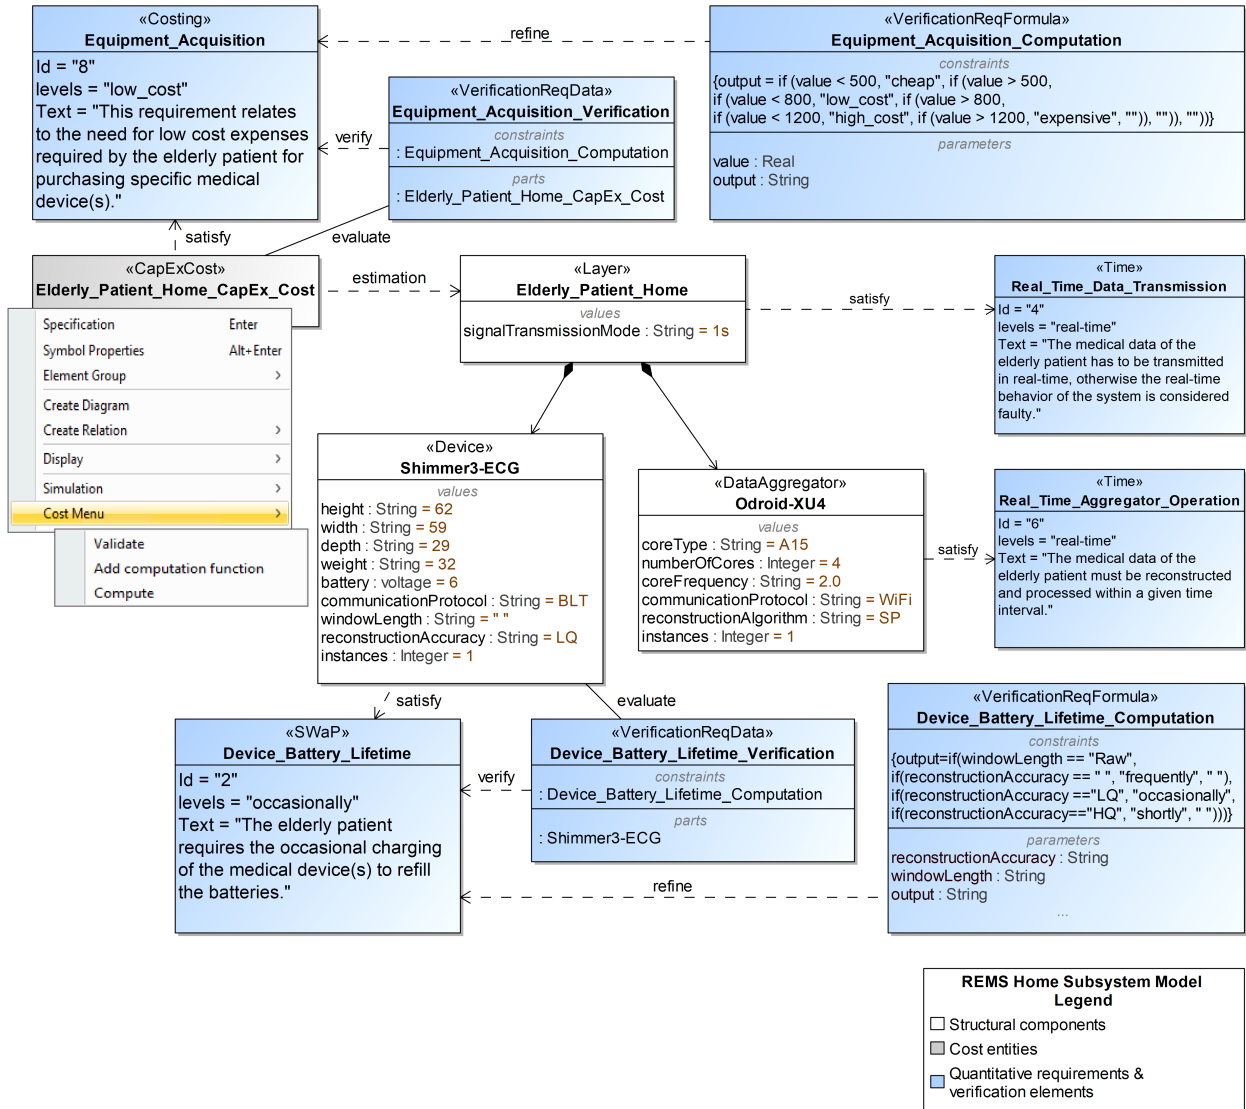 «Costing»
Equipment_Acquisition
Id = "8"
levels = "low_cost"
Text = "This requirement relates
to the need for low cost expenses
required by the elderly patient for
purchasing specific medical
device(s)."
refine
«VerificationReqFormula»
Equipment_Acquisition_Computation
constraints
{output = if (value < 500, "cheap", if (value > 500,
if (value < 800, "low_cost", if (value > 800,
if (value < 1200, "high_cost", if (value > 1200, "expensive", "")), "")), ""))}
parameters
value : Real
output : String
«VerificationReqData»
Equipment_Acquisition_Verification
constraints
: Equipment_Acquisition_Computation
parts
: Elderly_Patient_Home_CapEx_Cost
verify
satisfy
evaluate
«CapExCost»
Elderly_Patient_Home_CapEx_Cost
estimation
«Layer»
Elderly_Patient_Home
values
signalTransmissionMode : String = 1s
satisfy
«Time»
Real_Time_Data_Transmission
Id = "4"
levels = "real-time"
Text = "The medical data of the
elderly patient has to be transmitted
in real-time, otherwise the real-time
behavior of the system is considered
faulty."
Specification Enter
Symbol Properties Alt+Enter
Element Group
Create Diagram
Create Relation
Display
Simulation
Cost Menu
Validate
Add computation function
Compute
«Device»
Shimmer3-ECG
values
height : String = 62
width : String = 59
depth : String = 29
weight : String = 32
battery : voltage = 6
communicationProtocol : String = BLT
windowLength : String = " "
reconstructionAccuracy : String = LQ
instances : Integer = 1
«DataAggregator»
Odroid-XU4
values
coreType : String = A15
numberOfCores : Integer = 4
coreFrequency : String = 2.0
communicationProtocol : String = WiFi
reconstructionAlgorithm : String = SP
instances : Integer = 1
satisfy
«Time»
Real_Time_Aggregator_Operation
Id = "6"
levels = "real-time"
Text = "The medical data of the
elderly patient must be reconstructed
and processed within a given time
interval."
satisfy
evaluate
«SWaP»
Device_Battery_Lifetime
Id = "2"
levels = "occasionally"
Text = "The elderly patient
requires the occasional charging
of the medical device(s) to refill
the batteries."
verify
«VerificationReqData»
Device_Battery_Lifetime_Verification
constraints
: Device_Battery_Lifetime_Computation
parts
: Shimmer3-ECG
refine
«VerificationReqFormula»
Device_Battery_Lifetime_Computation
constraints
{output=if(windowLength == "Raw",
if(reconstructionAccuracy == " ", "frequently", " "),
if(reconstructionAccuracy =="LQ", "occasionally",
if(reconstructionAccuracy=="HQ", "shortly", " ")))}
parameters
reconstructionAccuracy : String
windowLength : String
output : String
...
REMS Home Subsystem Model
Legend
Structural components
Cost entities
Quantitative requirements &
verification elements